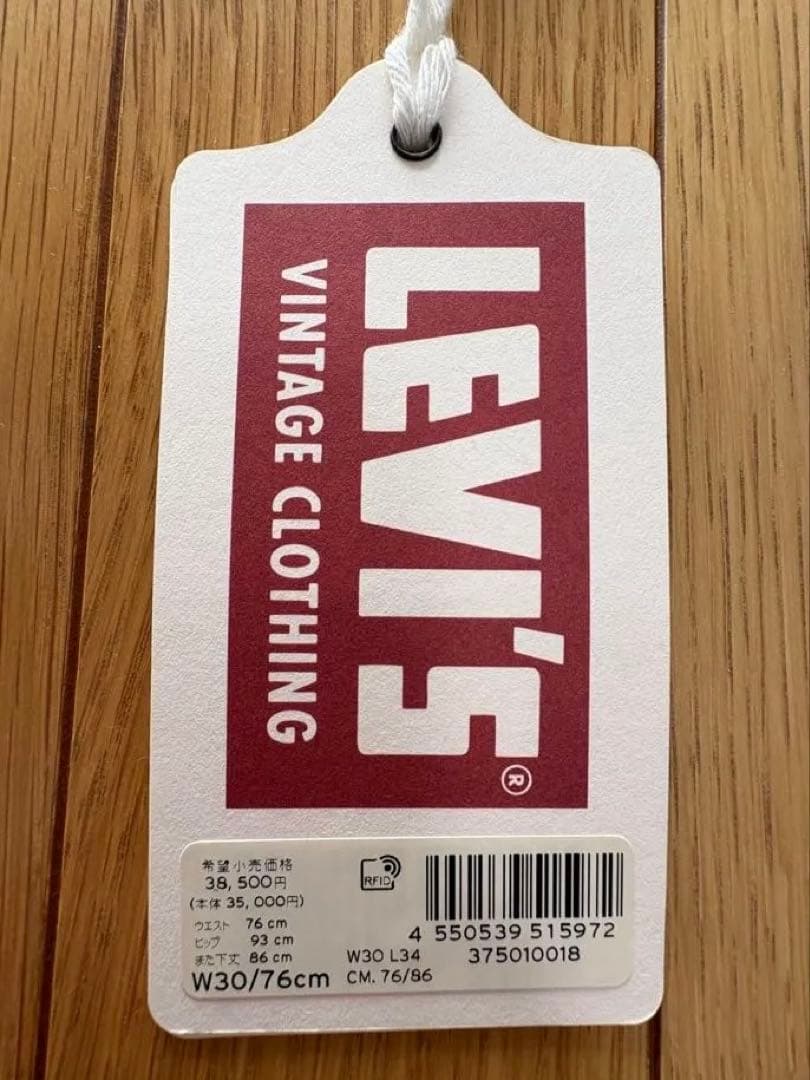 LEVI'S®
VINTAGE CLOTHING
希望小売価格
38,500円
(本体 35,000円)
ウエスト 76 cm
ヒップ 93 cm
また下丈 86 cm
W30/76cm
RFID
W30 L34
CM. 76/86
4 550539 515972
375010018